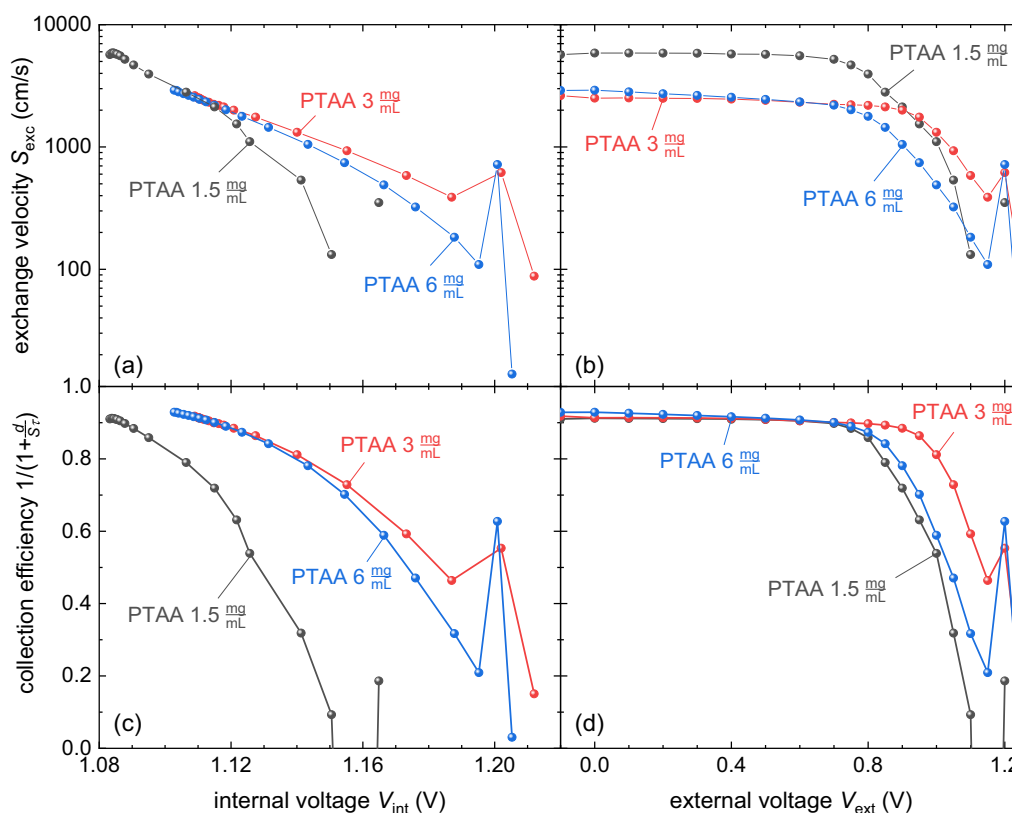 exchange velocity S_exc (cm/s)
10000
1000
100
PTAA 3 mg/mL
PTAA 1.5 mg/mL
PTAA 6 mg/mL
(a)
PTAA 1.5 mg/mL
PTAA 3 mg/mL
PTAA 6 mg/mL
(b)
collection efficiency 1/(1+d/Sτ)
1.0
0.8
0.6
0.4
0.2
0.0
PTAA 3 mg/mL
PTAA 6 mg/mL
PTAA 1.5 mg/mL
(c)
PTAA 3 mg/mL
PTAA 6 mg/mL
PTAA 1.5 mg/mL
(d)
1.08 1.12 1.16 1.20
0.0 0.4 0.8 1.2
internal voltage V_int (V)
external voltage V_ext (V)